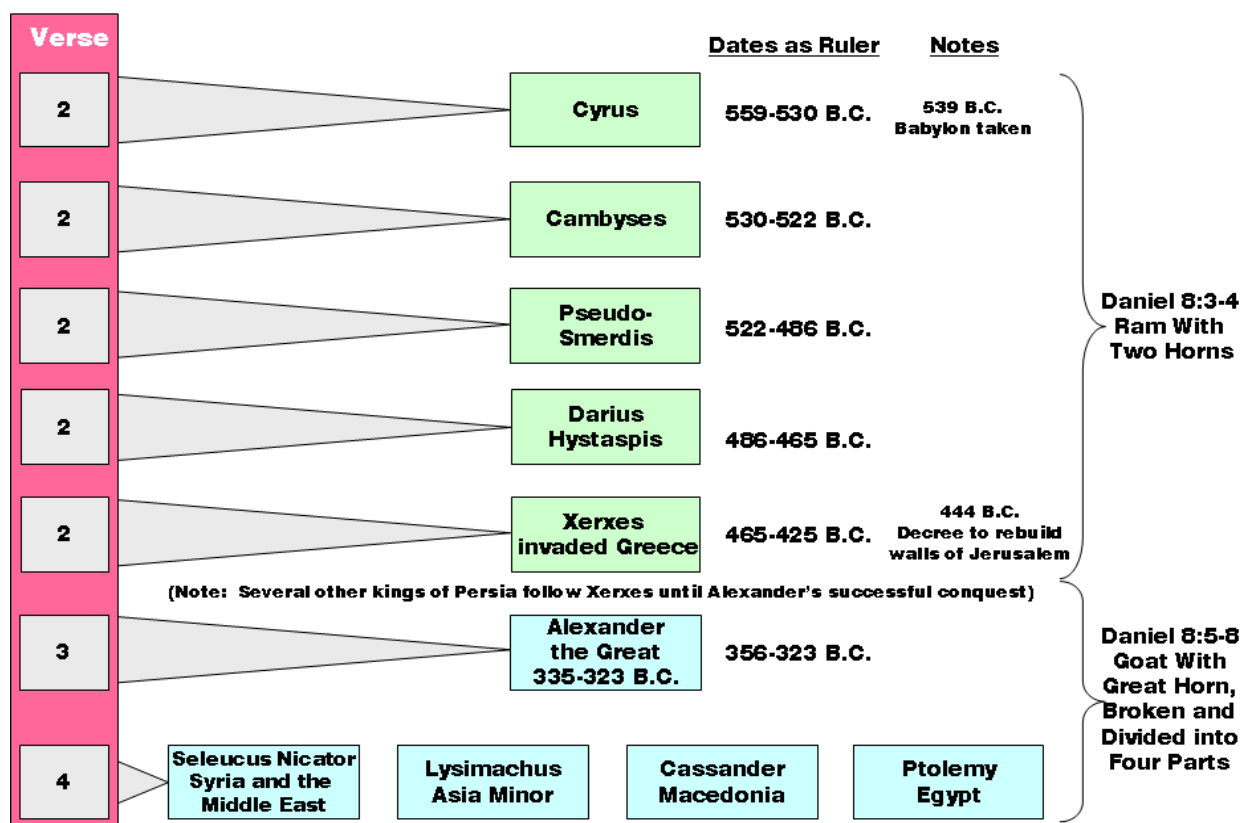 Verse
Dates as Ruler
Notes
2
Cyrus
559-530 B.C.
539 B.C.
Babylon taken
2
Cambyses
530-522 B.C.
2
Pseudo-
Smerdis
522-486 B.C.
Daniel 8:3-4
Ram With
Two Horns
2
Darius
Hystaspis
486-465 B.C.
2
Xerxes
invaded Greece
465-425 B.C.
444 B.C.
Decree to rebuild
walls of Jerusalem
(Note: Several other kings of Persia follow Xerxes until Alexander's successful conquest)
3
Alexander
the Great
335-323 B.C.
356-323 B.C.
Daniel 8:5-8
Goat With
Great Horn,
Broken and
Divided into
Four Parts
4
Seleucus Nicator
Syria and the
Middle East
Lysimachus
Asia Minor
Cassander
Macedonia
Ptolemy
Egypt